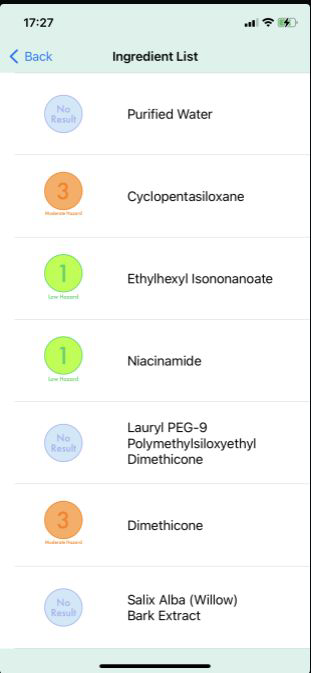 17:27
Back
Ingredient List
No
Result
Purified Water
3
Moderate Hazard
Cyclopentasiloxane
1
Low Hazard
Ethylhexyl Isononanoate
1
Low Hazard
Niacinamide
No
Result
Lauryl PEG-9
Polymethylsiloxyethyl
Dimethicone
3
Moderate Hazard
Dimethicone
No
Result
Salix Alba (Willow)
Bark Extract